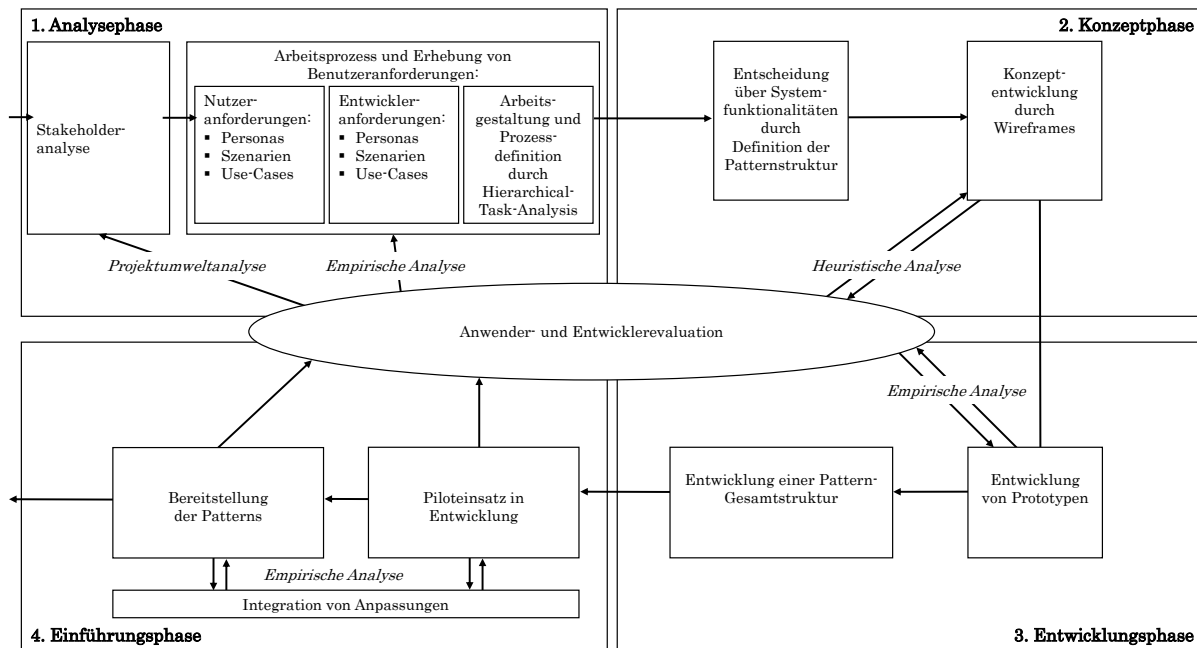 1. Analysephase
Stakeholder-
analyse
Arbeitsprozess und Erhebung von
Benutzeranforderungen:
Nutzer-
anforderungen:
▪ Personas
▪ Szenarien
▪ Use-Cases
Entwickler-
anforderungen:
▪ Personas
▪ Szenarien
▪ Use-Cases
Arbeits-
gestaltung und
Prozess-
definition
durch
Hierarchical-
Task-Analysis
Projektumweltanalyse
Empirische Analyse
2. Konzeptphase
Entscheidung
über System-
funktionalitäten
durch
Definition der
Patternstruktur
Konzept-
entwicklung
durch
Wireframes
Heuristische Analyse
Anwender- und Entwicklerevaluation
Empirische Analyse
Entwicklung einer Pattern-
Gesamtstruktur
Entwicklung
von Prototypen
3. Entwicklungsphase
Bereitstellung
der Patterns
Piloteinsatz in
Entwicklung
Empirische Analyse
Integration von Anpassungen
4. Einführungsphase